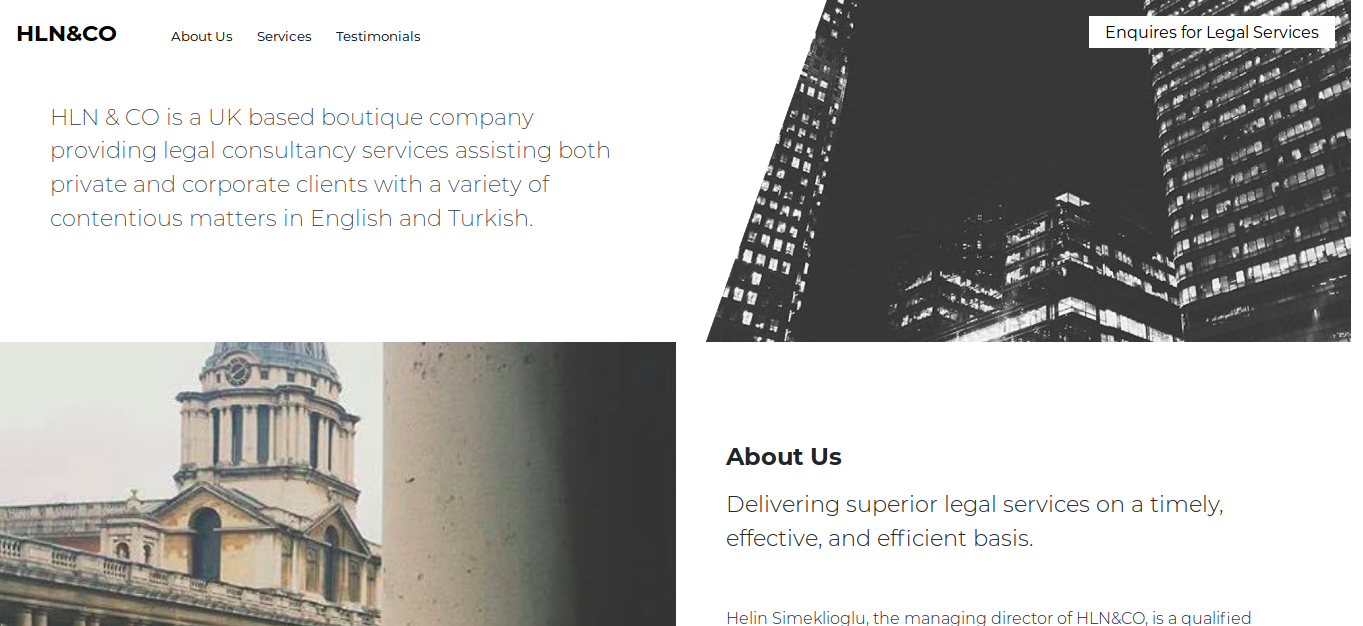 HLN&CO
About Us
Services
Testimonials
Enquires for Legal Services
HLN & CO is a UK based boutique company
providing legal consultancy services assisting both
private and corporate clients with a variety of
contentious matters in English and Turkish.
About Us
Delivering superior legal services on a timely,
effective, and efficient basis.
Helin Simeklioglu, the managing director of HLN&CO, is a qualified